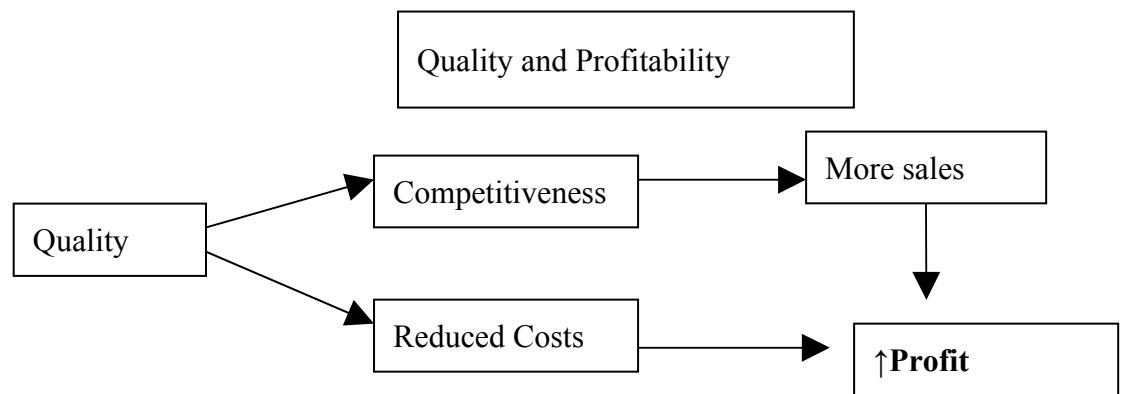 Quality and Profitability
More sales
Competitiveness
Quality
Reduced Costs
↑Profit